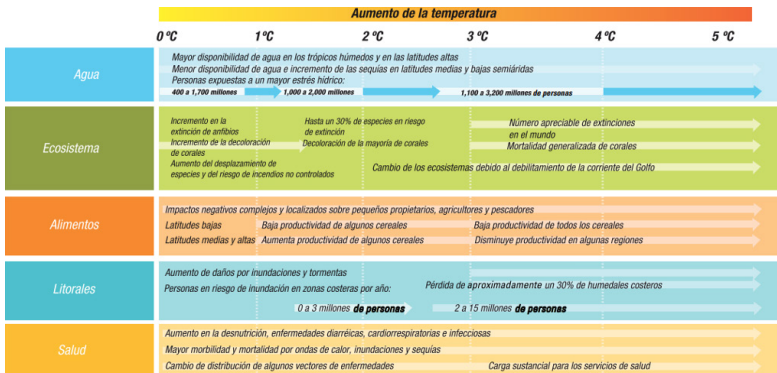 Aumento de la temperatura
0 ºC 1ºC 2 ºC 3 ºC 4 ºC 5 ºC
Agua
Mayor disponibilidad de agua en los trópicos húmedos y en las latitudes altas
Menor disponibilidad de agua e incremento de las sequías en latitudes medias y bajas semiáridas
Personas expuestas a un mayor estrés hídrico:
400 a 1,700 millones 1,000 a 2,000 millones 1,100 a 3,200 millones de personas
Ecosistema
Incremento en la
extinción de anfibios
Incremento de la decoloración
de corales
Aumento del desplazamiento de
especies y del riesgo de incendios no controlados
Hasta un 30% de especies en riesgo
de extinción
Decoloración de la mayoría de corales
Número apreciable de extinciones
en el mundo
Mortalidad generalizada de corales
Cambio de los ecosistemas debido al debilitamiento de la corriente del Golfo
Alimentos
Impactos negativos complejos y localizados sobre pequeños propietarios, agricultores y pescadores
Latitudes bajas Baja productividad de algunos cereales Baja productividad de todos los cereales
Latitudes medias y altas Aumenta productividad de algunos cereales Disminuye productividad en algunas regiones
Litorales
Aumento de daños por inundaciones y tormentas
Personas en riesgo de inundación en zonas costeras por año:
Pérdida de aproximadamente un 30% de humedales costeros
0 a 3 millones de personas 2 a 15 millones de personas
Salud
Aumento en la desnutrición, enfermedades diarréicas, cardiorrespiratorias e infecciosas
Mayor morbilidad y mortalidad por ondas de calor, inundaciones y sequías
Cambio de distribución de algunos vectores de enfermedades Carga sustancial para los servicios de salud